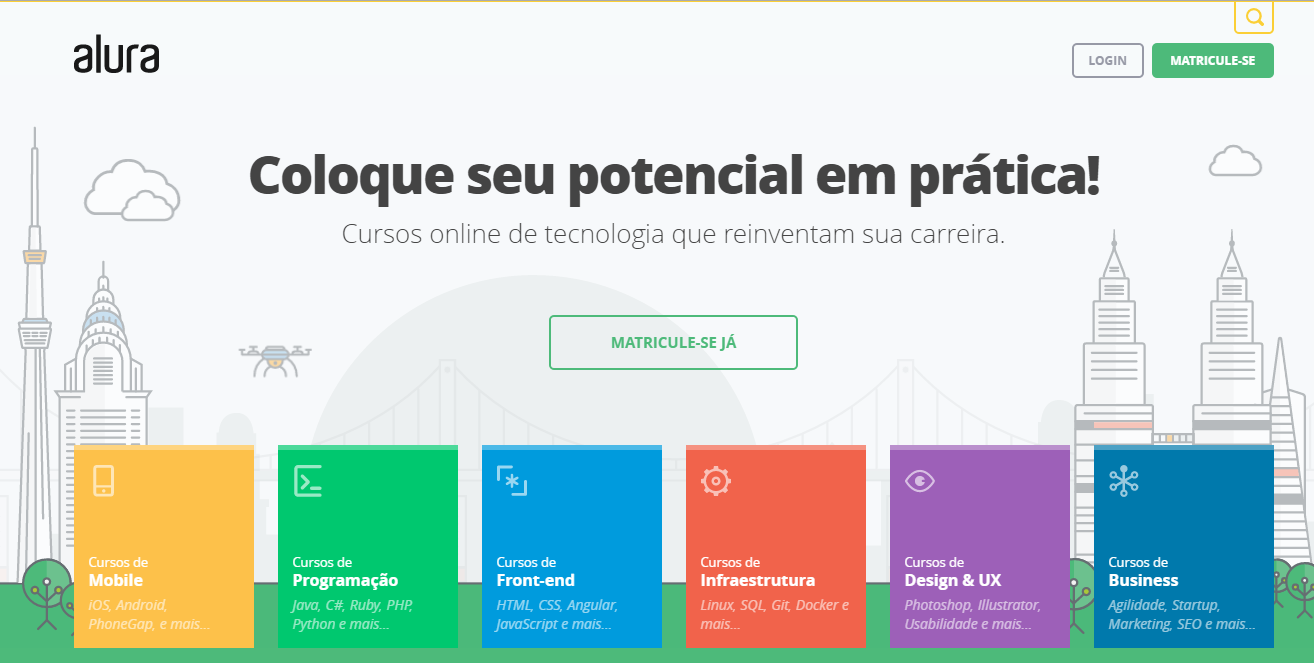 alura
LOGIN
MATRICULE-SE
Coloque seu potencial em prática!
Cursos online de tecnologia que reinventam sua carreira.
MATRICULE-SE JÁ
Cursos de
Mobile
iOS, Android,
PhoneGap, e mais...
Cursos de
Programação
Java, C#, Ruby, PHP,
Python e mais...
Cursos de
Front-end
HTML, CSS, Angular,
JavaScript e mais...
Cursos de
Infraestrutura
Linux, SQL, Git, Docker e
mais...
Cursos de
Design & UX
Photoshop, Illustrator,
Usabilidade e mais...
Cursos de
Business
Agilidade, Startup,
Marketing, SEO e mais...